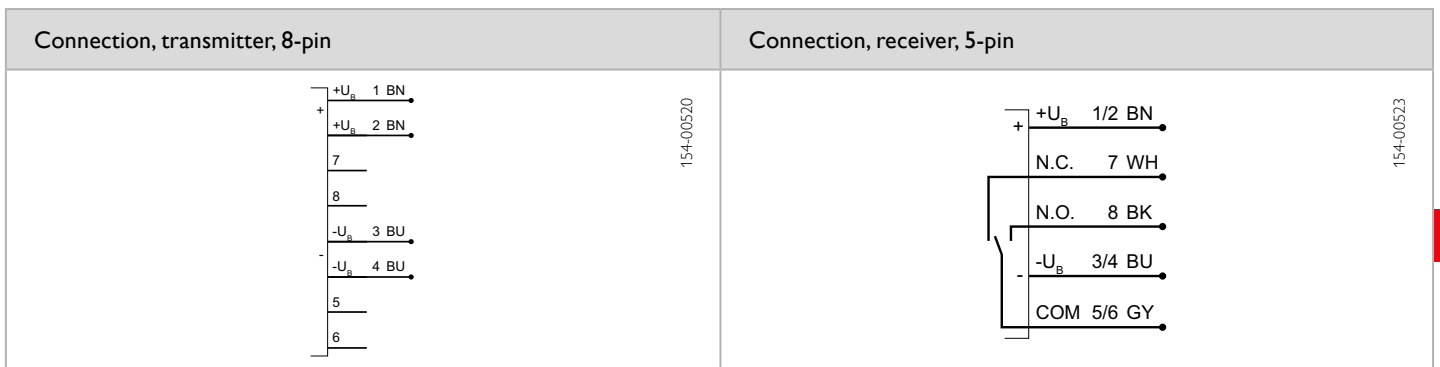 Connection, transmitter, 8-pin
+U_B 1 BN
+
+U_B 2 BN
7
8
-U_B 3 BU
-
-U_B 4 BU
5
6
154-00520
Connection, receiver, 5-pin
+U_B 1/2 BN
+
N.C. 7 WH
N.O. 8 BK
-U_B 3/4 BU
-
COM 5/6 GY
154-00523